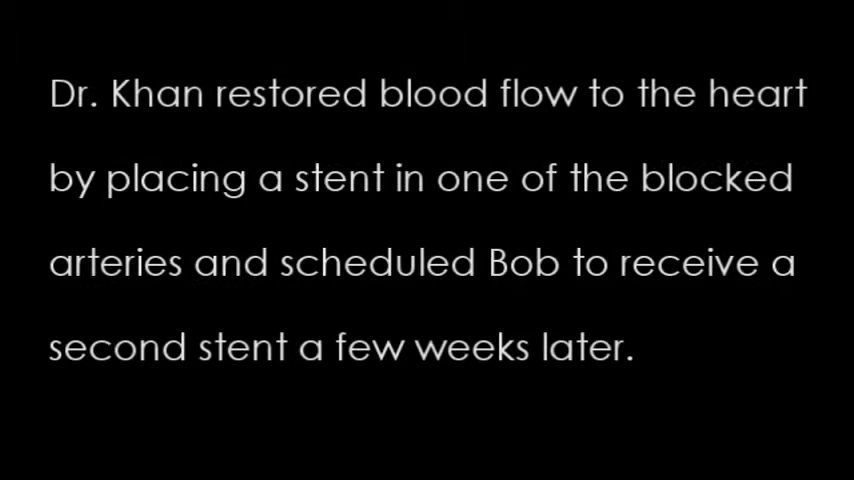 Dr. Khan restored blood flow to the heart
by placing a stent in one of the blocked
arteries and scheduled Bob to receive a
second stent a few weeks later.